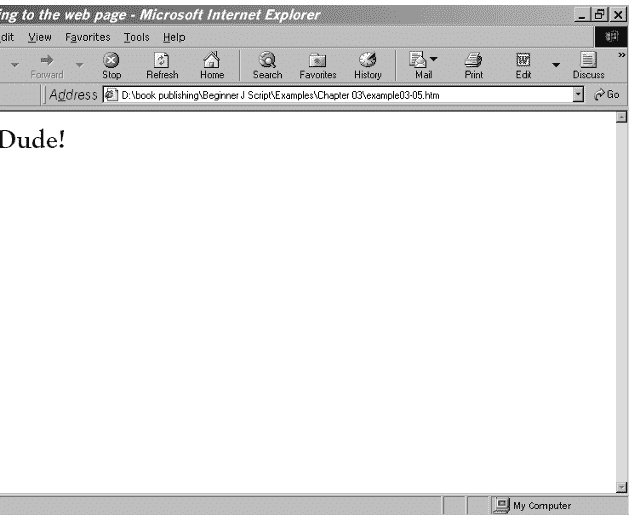 ing to the web page - Microsoft Internet Explorer
dit View Favorites Tools Help
Forward Stop Refresh Home Search Favorites History Mail Print Edit Discuss »
Address D:\book publishing\Beginner J Script\Examples\Chapter 03\example03-05.htm Go
Dude!
My Computer